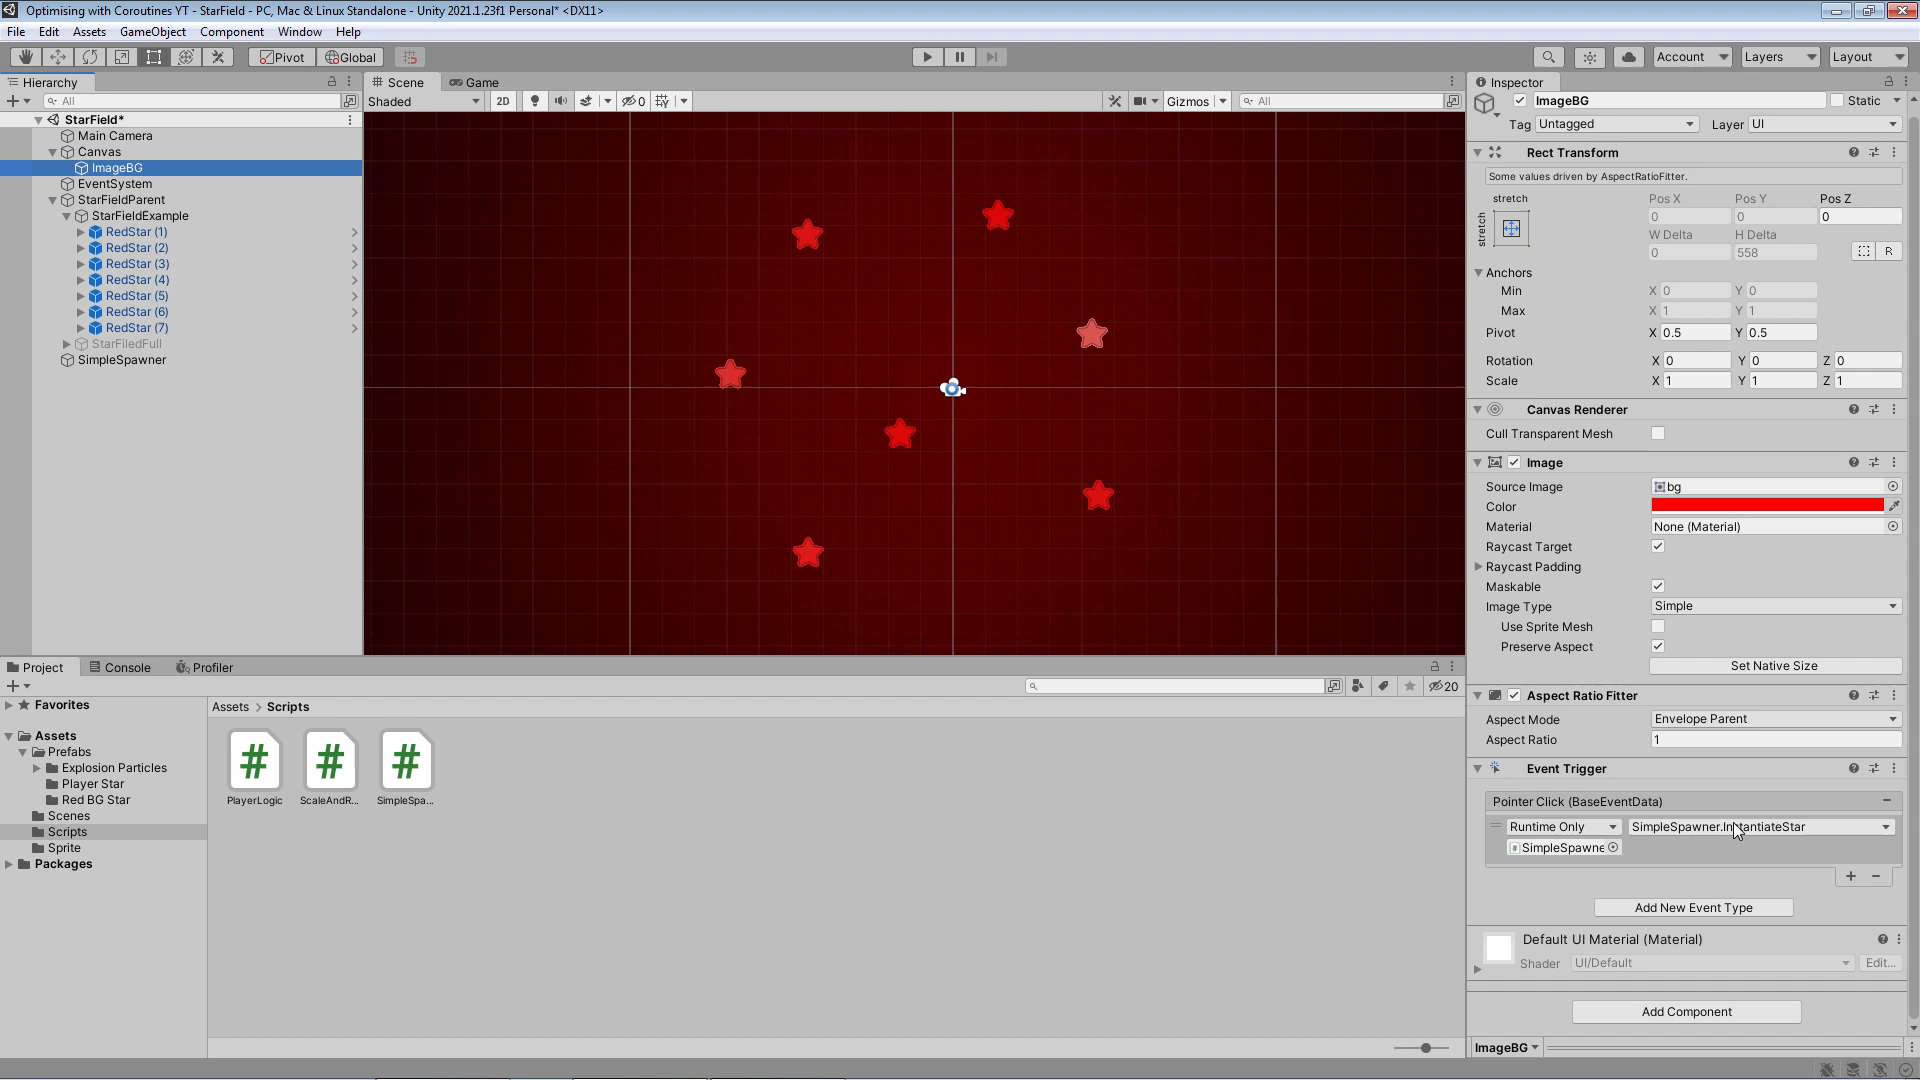 Optimising with Coroutines YT - StarField - PC, Mac & Linux Standalone - Unity 2021.1.23f1 Personal* <DX11>
File Edit Assets GameObject Component Window Help
Pivot Global Account Layers Layout
Hierarchy
All
StarField*
Main Camera
Canvas
ImageBG
EventSystem
StarFieldParent
StarFieldExample
RedStar (1)
RedStar (2)
RedStar (3)
RedStar (4)
RedStar (5)
RedStar (6)
RedStar (7)
StarFiledFull
SimpleSpawner
Scene Game
Shaded 2D 0 Gizmos All
Inspector
ImageBG Static
Tag Untagged Layer UI
Rect Transform
Some values driven by AspectRatioFitter.
stretch Pos X Pos Y Pos Z
stretch 0 0 0
W Delta H Delta
0 558 R
Anchors
Min X 0 Y 0
Max X 1 Y 1
Pivot X 0.5 Y 0.5
Rotation X 0 Y 0 Z 0
Scale X 1 Y 1 Z 1
Canvas Renderer
Cull Transparent Mesh
Image
Source Image bg
Color
Material None (Material)
Raycast Target
Raycast Padding
Maskable
Image Type Simple
Use Sprite Mesh
Preserve Aspect
Set Native Size
Aspect Ratio Fitter
Aspect Mode Envelope Parent
Aspect Ratio 1
Event Trigger
Pointer Click (BaseEventData)
Runtime Only SimpleSpawner.InstantiateStar
SimpleSpawne
Add New Event Type
Default UI Material (Material)
Shader UI/Default Edit...
Add Component
ImageBG
Project Console Profiler
20
Favorites
Assets
Prefabs
Explosion Particles
Player Star
Red BG Star
Scenes
Scripts
Sprite
Packages
Assets > Scripts
PlayerLogic ScaleAndR... SimpleSpa...